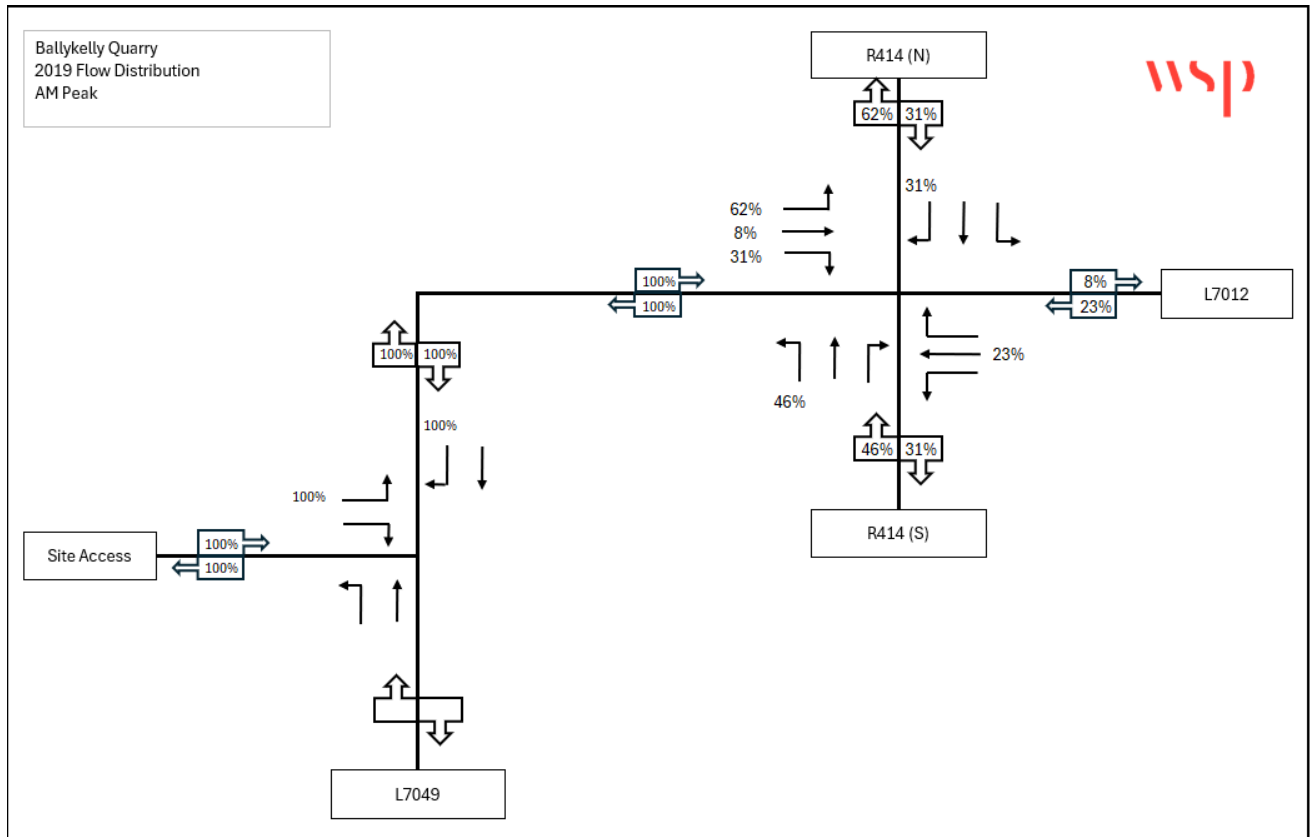 Ballykelly Quarry
2019 Flow Distribution
AM Peak
R414 (N)
wsp
62% 31%
31%
62%
8%
31%
100%
100%
8%
23%
L7012
100% 100%
23%
46%
100%
46% 31%
100%
R414 (S)
Site Access
100%
100%
L7049